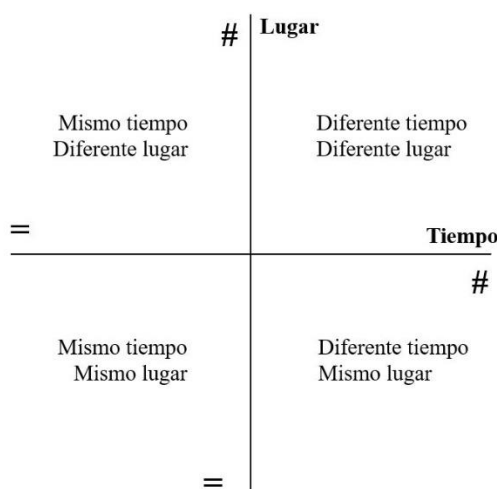 # Lugar
Mismo tiempo
Diferente lugar
Diferente tiempo
Diferente lugar
=
Tiempo
#
Mismo tiempo
Mismo lugar
Diferente tiempo
Mismo lugar
=